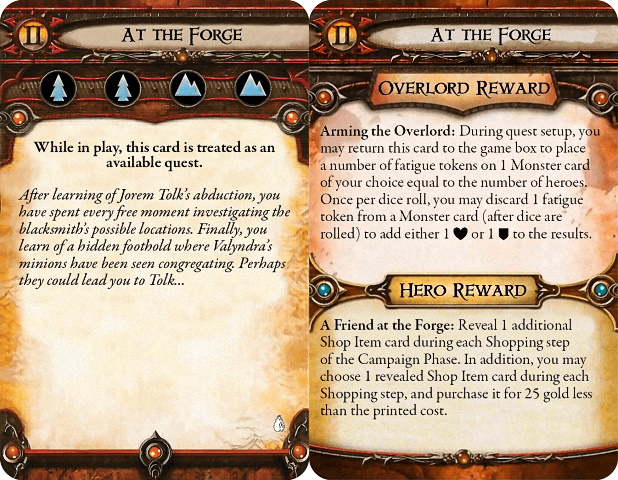 II
At the Forge
While in play, this card is treated as an
available quest.
After learning of Jorem Tolk's abduction, you
have spent every free moment investigating the
blacksmith's possible locations. Finally, you
learn of a hidden foothold where Valyndra's
minions have been seen congregating. Perhaps
they could lead you to Tolk...
II
At the Forge
Overlord Reward
Arming the Overlord: During quest setup, you
may return this card to the game box to place
a number of fatigue tokens on 1 Monster card
of your choice equal to the number of heroes.
Once per dice roll, you may discard 1 fatigue
token from a Monster card (after dice are
rolled) to add either 1 or 1 to the results.
Hero Reward
A Friend at the Forge: Reveal 1 additional
Shop Item card during each Shopping step
of the Campaign Phase. In addition, you may
choose 1 revealed Shop Item card during each
Shopping step, and purchase it for 25 gold less
than the printed cost.